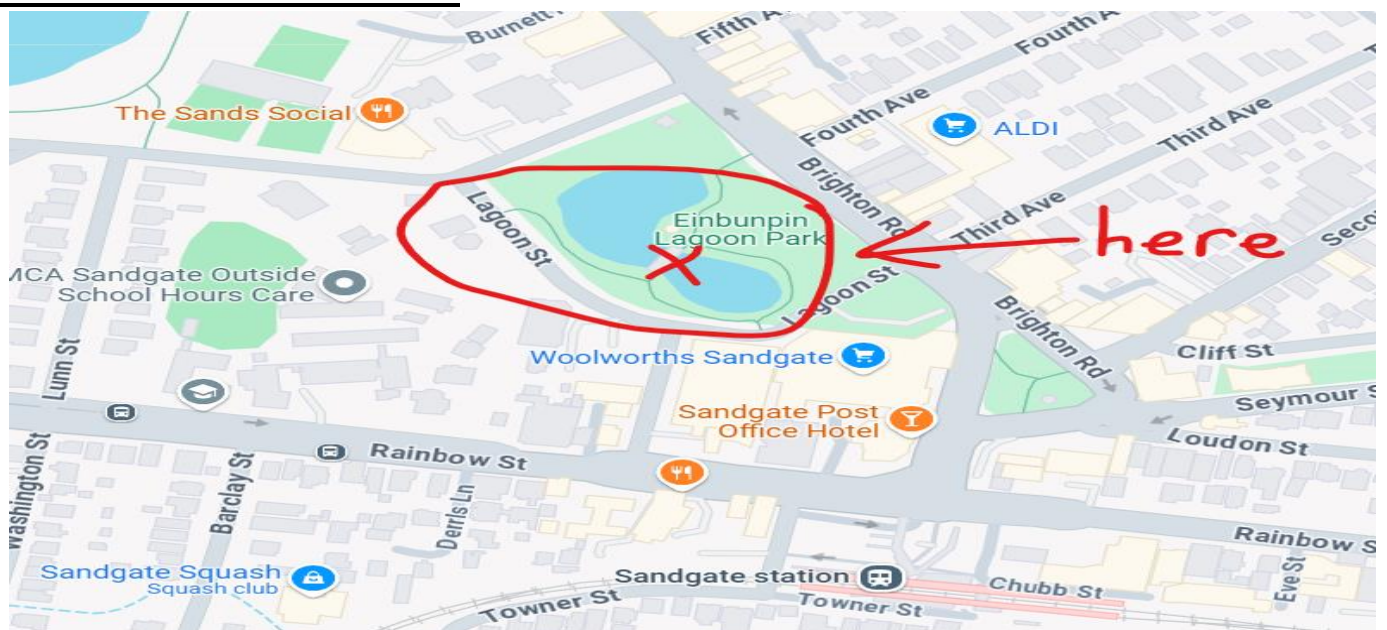 Burnett
Fifth A
Fourth A
The Sands Social
Fourth Ave
ALDI
Third Ave
Brighton Rd
Lagoon St
Einbunpin
Lagoon Park
Third Ave
here
Seco
MCA Sandgate Outside
School Hours Care
X
Lagoon St
Brighton Rd
Lunn St
Woolworths Sandgate
Cliff St
Sandgate Post
Office Hotel
Seymour S
Loudon St
Rainbow St
Washington St
Barclay St
Derrls Ln
Rainbow S
Sandgate Squash
Squash club
Sandgate station
Chubb St
Eve St
Towner St
Towner St